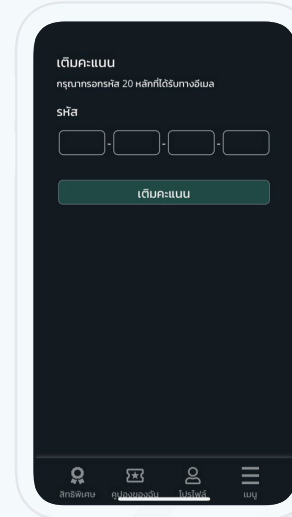 เติมคะแนน
กรุณากรอกรหัส 20 หลักที่ได้รับทางอีเมล
รหัส
- - -
เติมคะแนน
สิทธิพิเศษ คูปองของฉัน โปรไฟล์ เมนู